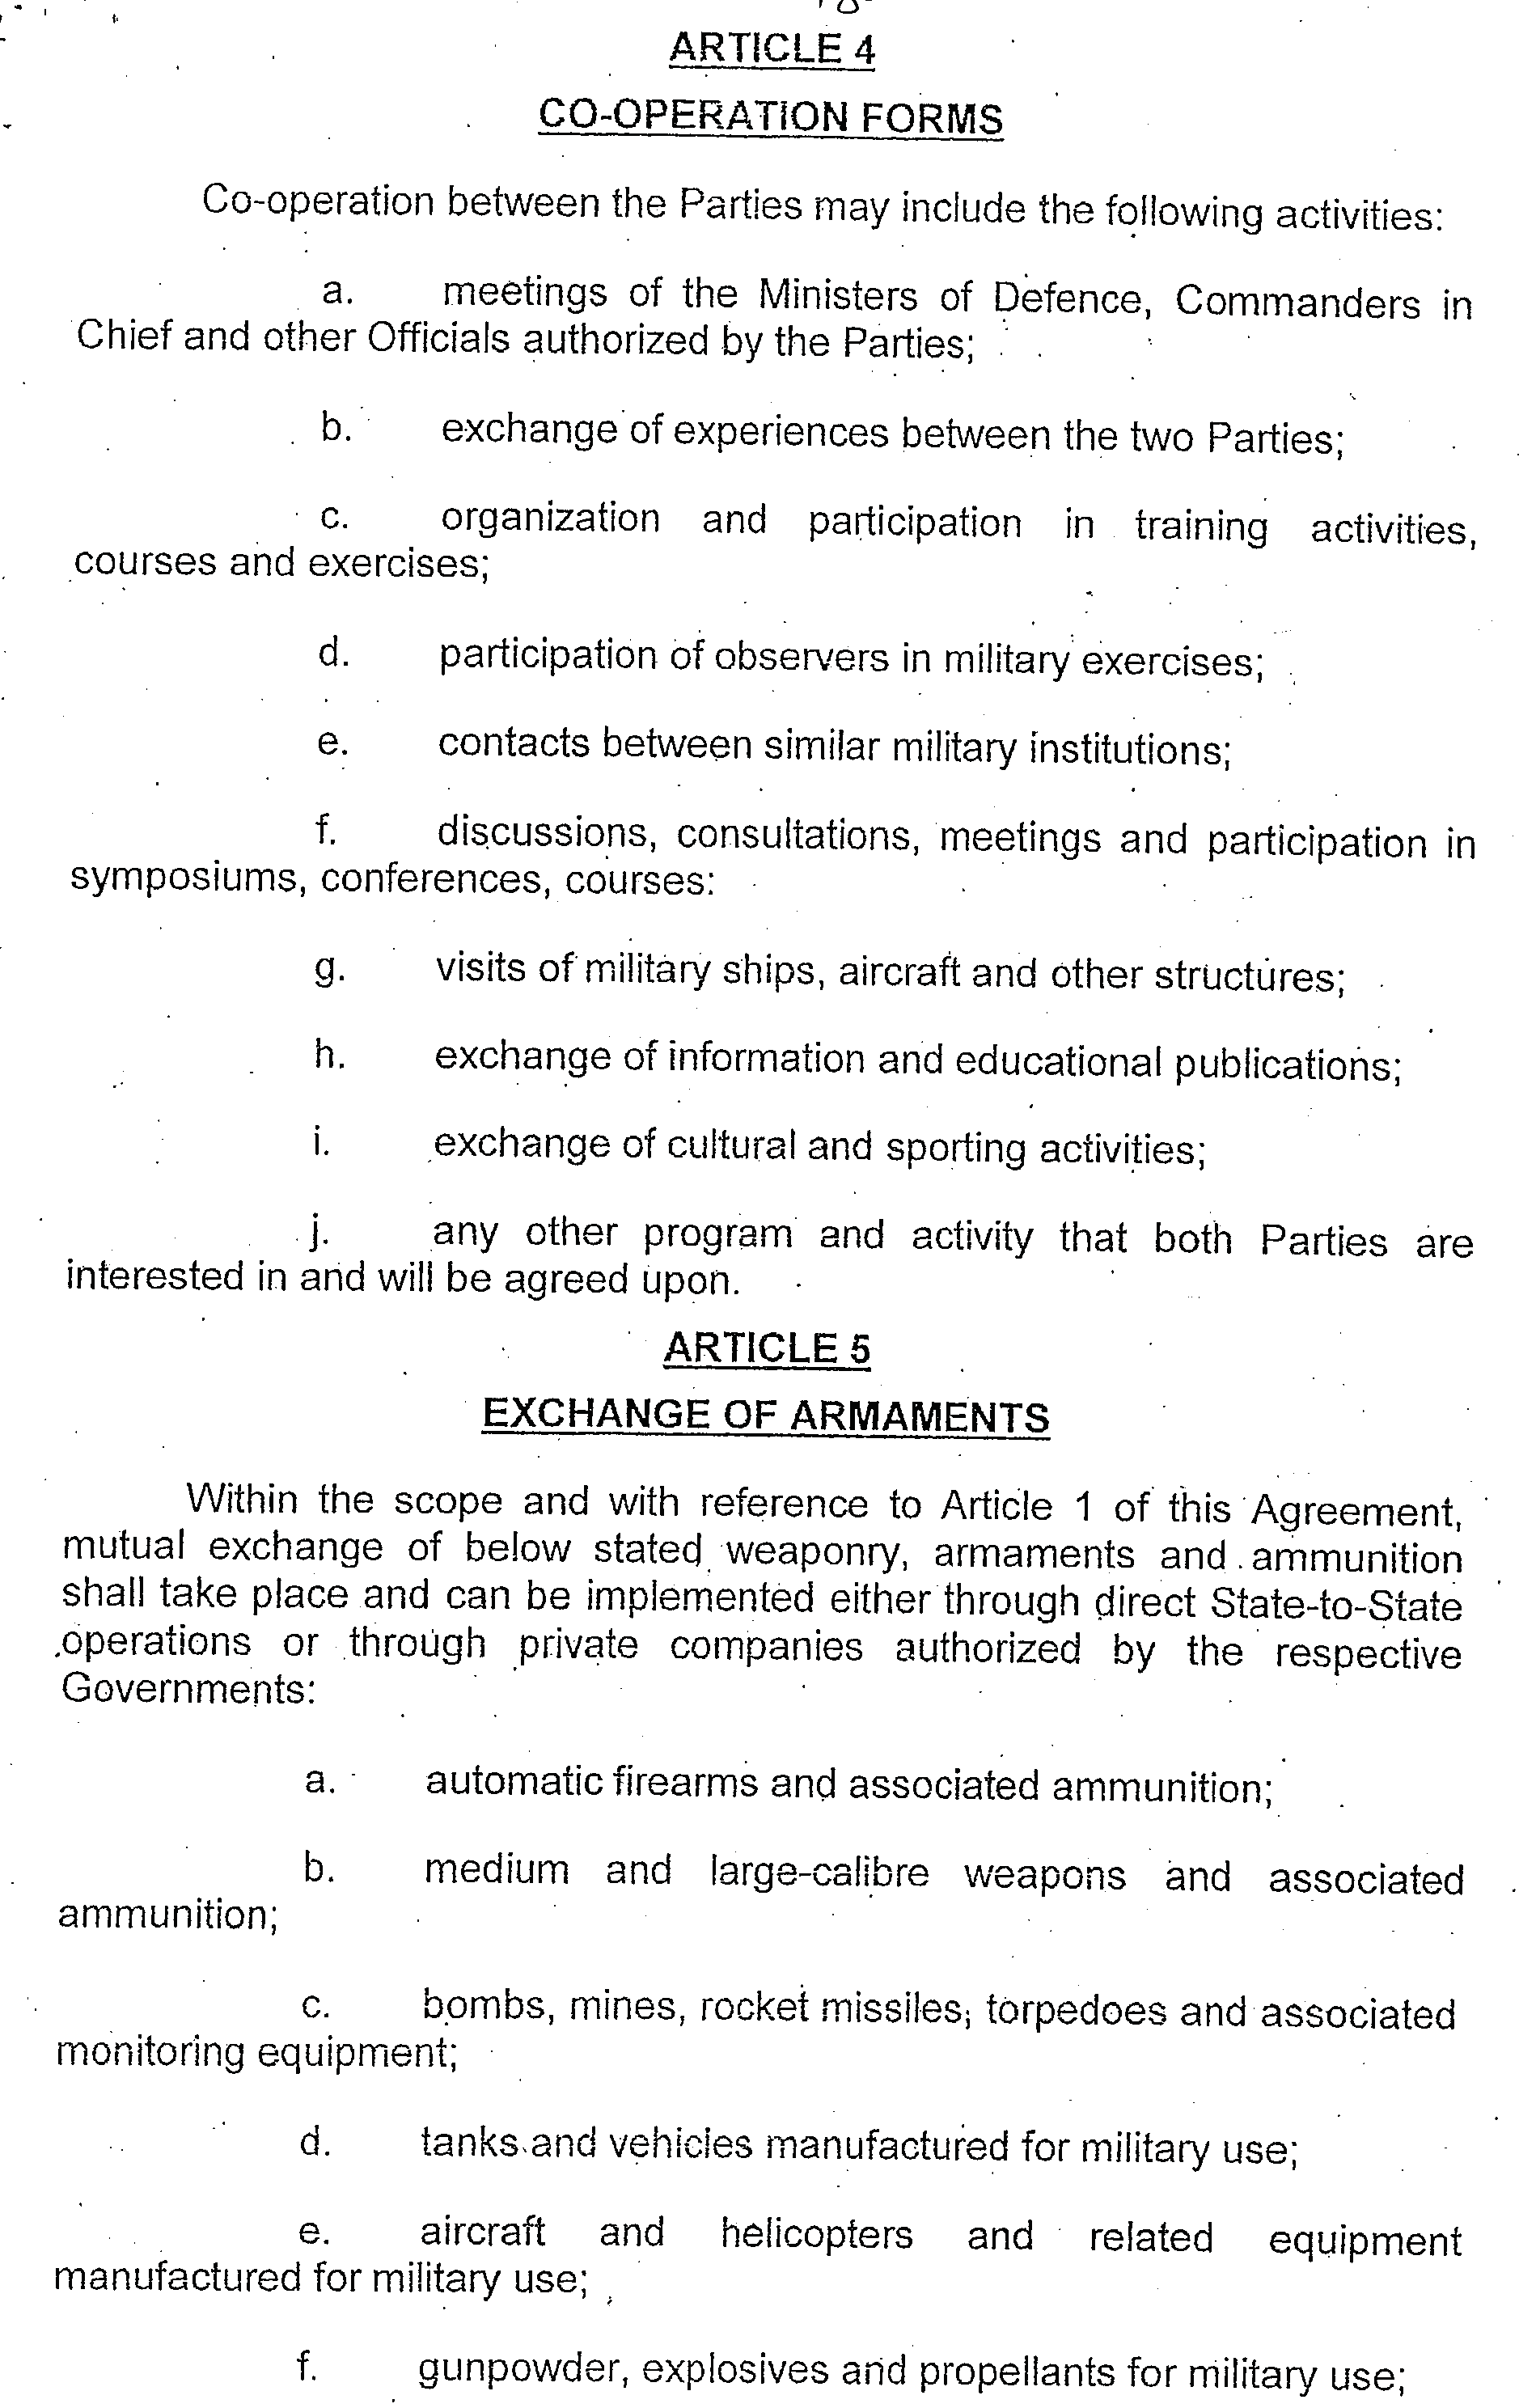 ARTICLE 4
CO-OPERATION FORMS
Co-operation between the Parties may include the following activities:
a. meetings of the Ministers of Defence, Commanders in
Chief and other Officials authorized by the Parties;
b. exchange of experiences between the two Parties;
c. organization and participation in training activities,
courses and exercises;
d. participation of observers in military exercises;
e. contacts between similar military institutions;
f. discussions, consultations, meetings and participation in
symposiums, conferences, courses:
g. visits of military ships, aircraft and other structures;
h. exchange of information and educational publications;
i. exchange of cultural and sporting activities;
j. any other program and activity that both Parties are
interested in and will be agreed upon.
ARTICLE 5
EXCHANGE OF ARMAMENTS
Within the scope and with reference to Article 1 of this Agreement,
mutual exchange of below stated weaponry, armaments and ammunition
shall take place and can be implemented either through direct State-to-State
operations or through private companies authorized by the respective
Governments:
a. automatic firearms and associated ammunition;
b. medium and large-calibre weapons and associated
ammunition;
c. bombs, mines, rocket missiles, torpedoes and associated
monitoring equipment;
d. tanks and vehicles manufactured for military use;
e. aircraft and helicopters and related equipment
manufactured for military use;
f. gunpowder, explosives and propellants for military use;